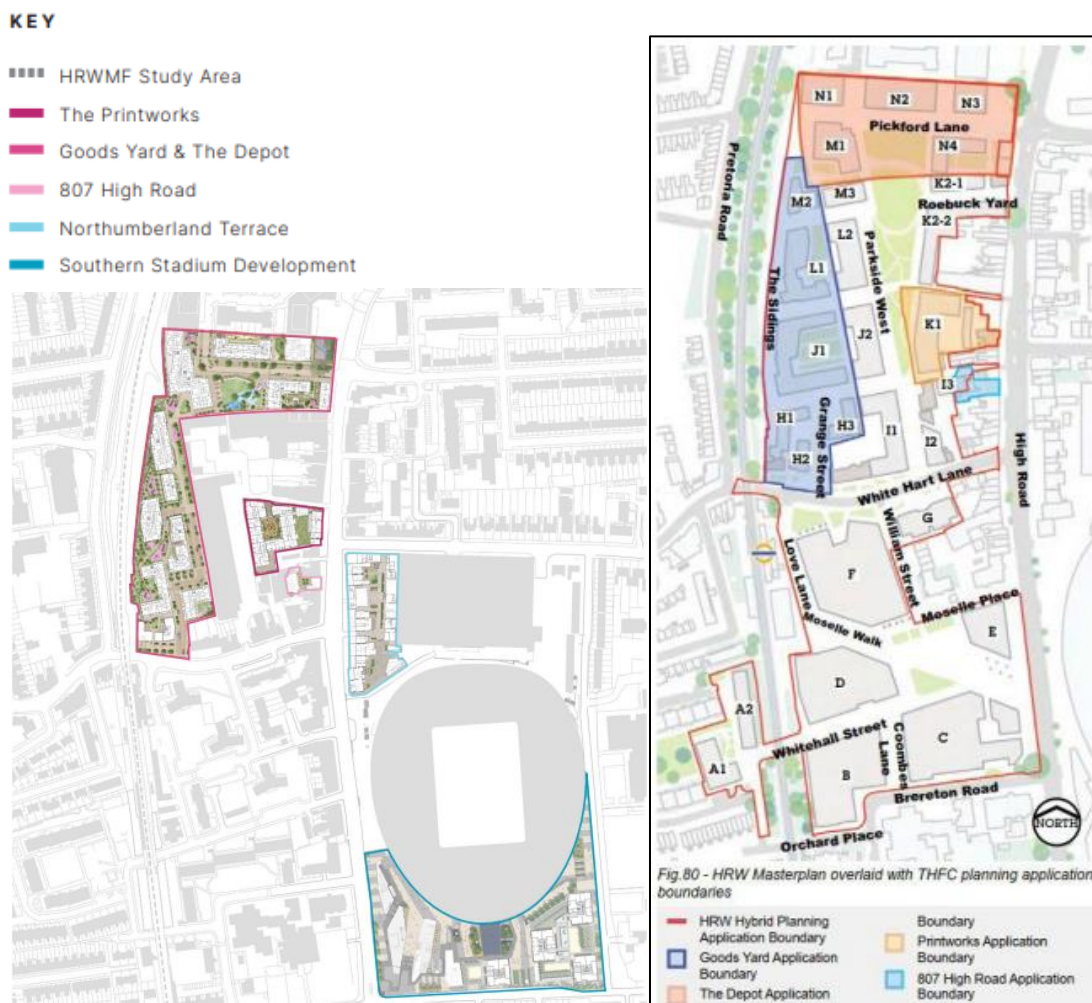 KEY
HRWMF Study Area
The Printworks
Goods Yard & The Depot
807 High Road
Northumberland Terrace
Southern Stadium Development
N1
N2
N3
Pickford Lane
M1
N4
Pretoria Road
K2-1
M2
M3
Roebuck Yard
K2-2
L2
L1
Parkside West
The Sidings
K1
J2
J1
I3
Grange Street
H1
H3
I1
I2
H2
High Road
White Hart Lane
G
William Street
Love Lane
F
Moselle Place
Moselle Walk
E
D
A2
Whitehall Street
Coombes Lane
C
A1
B
Brereton Road
NORTH
Orchard Place
Fig.80 - HRW Masterplan overlaid with THFC planning application
boundaries
HRW Hybrid Planning
Application Boundary
Goods Yard Application
Boundary
The Depot Application
Boundary
Printworks Application
Boundary
807 High Road Application
Boundary